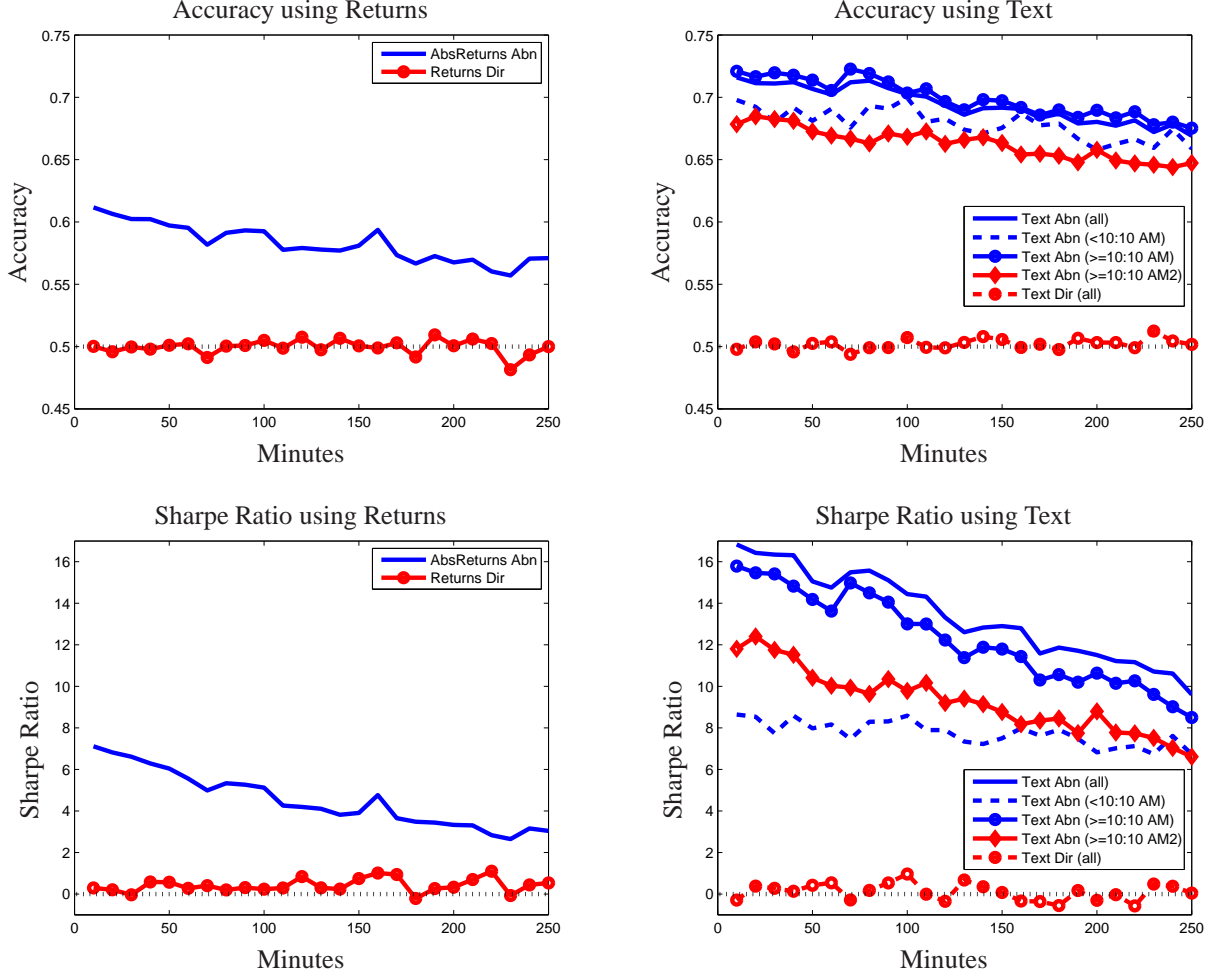 Accuracy using Returns
0.75
0.7
0.65
0.6
0.55
0.5
0.45
0 50 100 150 200 250
Accuracy
Minutes
AbsReturns Abn
Returns Dir
Accuracy using Text
0.75
0.7
0.65
0.6
0.55
0.5
0.45
0 50 100 150 200 250
Accuracy
Minutes
Text Abn (all)
Text Abn (<10:10 AM)
Text Abn (>=10:10 AM)
Text Abn (>=10:10 AM2)
Text Dir (all)
Sharpe Ratio using Returns
16
14
12
10
8
6
4
2
0
0 50 100 150 200 250
Sharpe Ratio
Minutes
AbsReturns Abn
Returns Dir
Sharpe Ratio using Text
16
14
12
10
8
6
4
2
0
0 50 100 150 200 250
Sharpe Ratio
Minutes
Text Abn (all)
Text Abn (<10:10 AM)
Text Abn (>=10:10 AM)
Text Abn (>=10:10 AM2)
Text Dir (all)